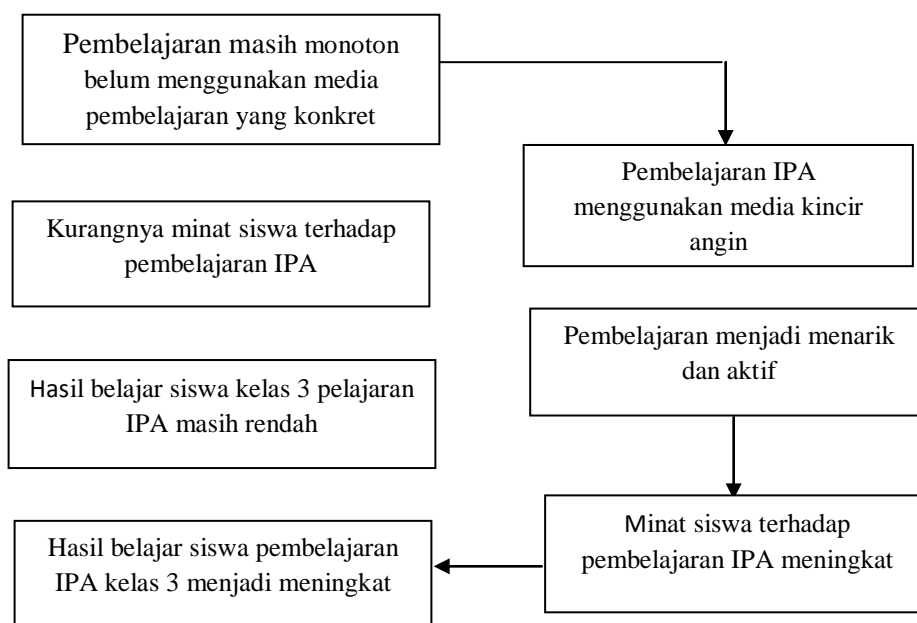 Pembelajaran masih monoton
belum menggunakan media
pembelajaran yang konkret
Pembelajaran IPA
menggunakan media kincir
angin
Kurangnya minat siswa terhadap
pembelajaran IPA
Pembelajaran menjadi menarik
dan aktif
Hasil belajar siswa kelas 3 pelajaran
IPA masih rendah
Minat siswa terhadap
pembelajaran IPA meningkat
Hasil belajar siswa pembelajaran
IPA kelas 3 menjadi meningkat